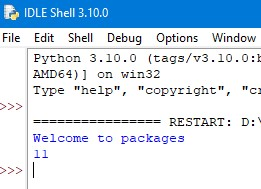 IDLE Shell 3.10.0
File Edit Shell Debug Options Window
Python 3.10.0 (tags/v3.10.0:
AMD64)] on win32
Type "help", "copyright", "
>>>
=============== RESTART: D:\
Welcome to packages
11
>>>